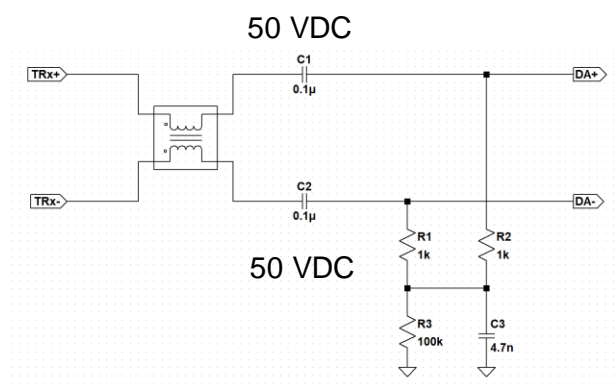 50 VDC
C1
TRx+
DA+
0.1µ
C2
TRx-
DA-
0.1µ
R1
R2
1k
1k
50 VDC
R3
C3
100k
4.7n